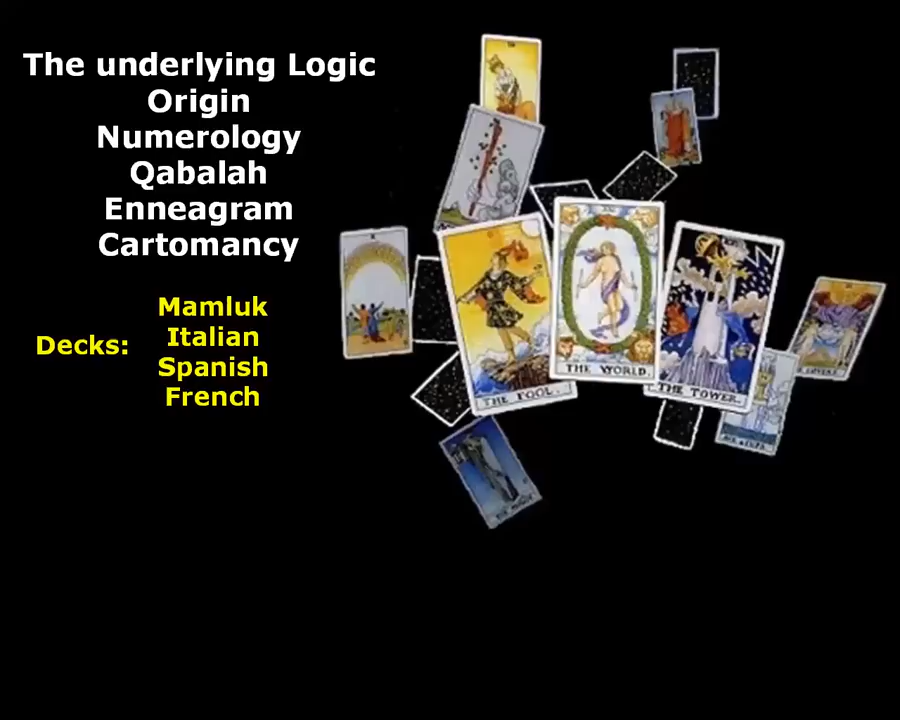 The underlying Logic
Origin
Numerology
Qabalah
Enneagram
Cartomancy
Decks:
Mamluk
Italian
Spanish
French
THE FOOL.
THE WORLD.
THE TOWER.